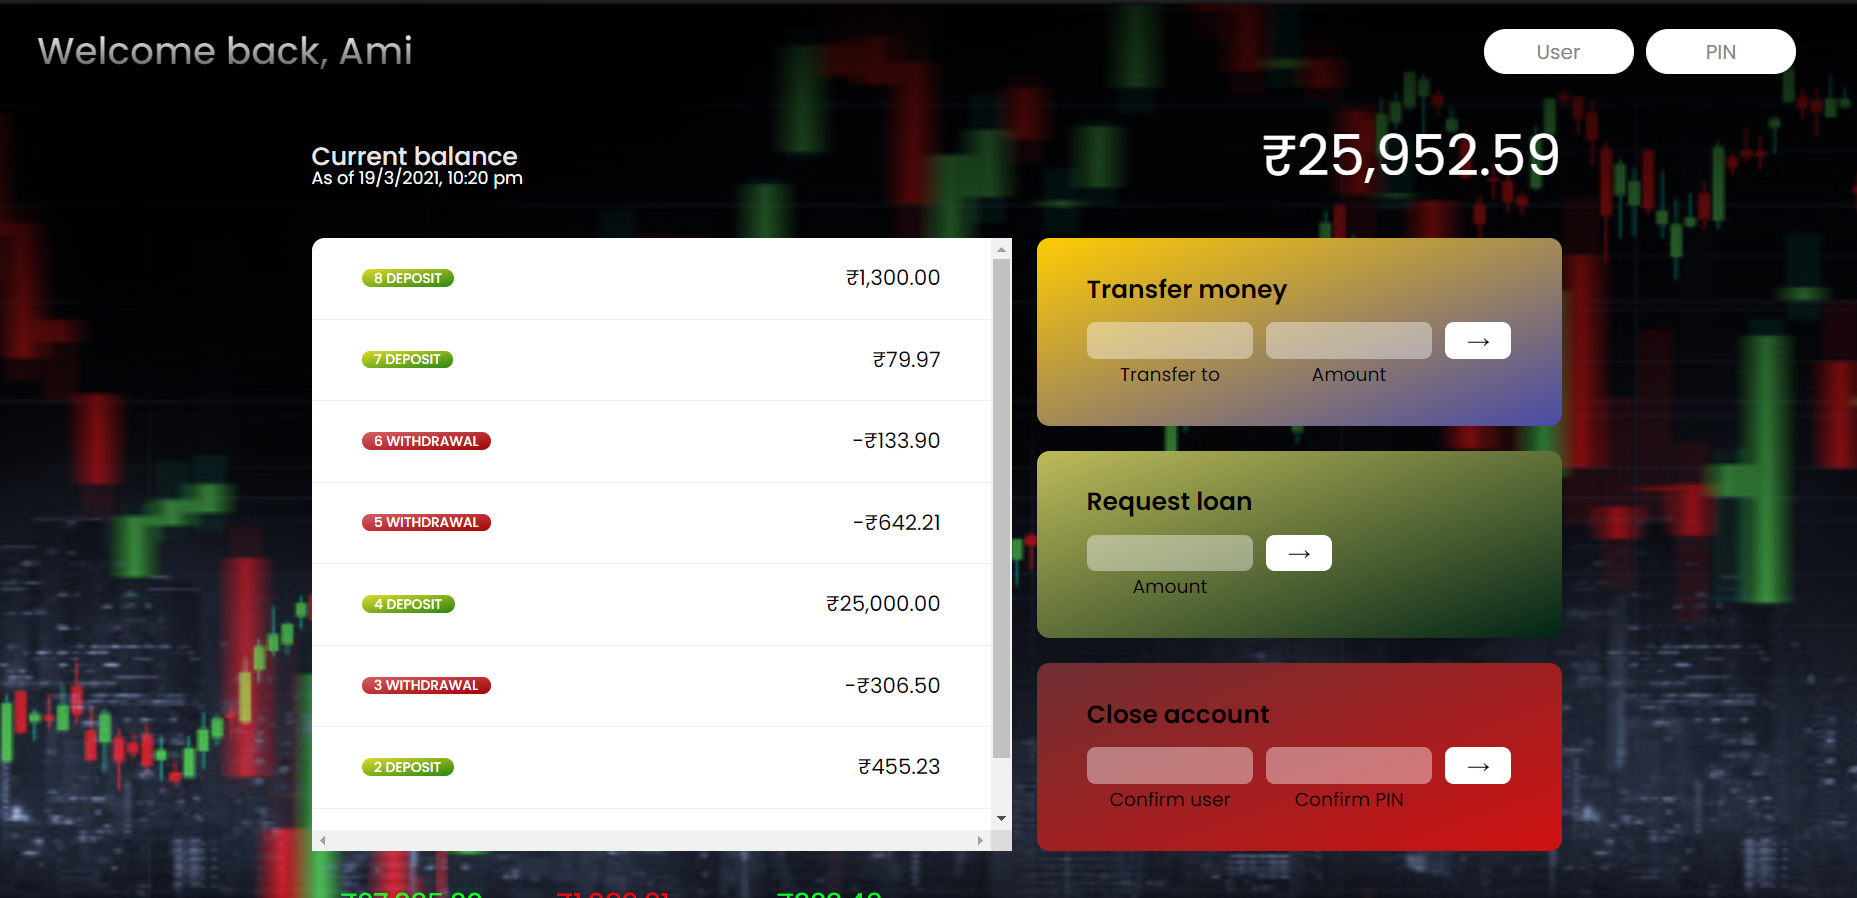 Welcome back, Ami
User
PIN
Current balance
As of 19/3/2021, 10:20 pm
₹25,952.59
8 DEPOSIT
₹1,300.00
7 DEPOSIT
₹79.97
6 WITHDRAWAL
-₹133.90
5 WITHDRAWAL
-₹642.21
4 DEPOSIT
₹25,000.00
3 WITHDRAWAL
-₹306.50
2 DEPOSIT
₹455.23
Transfer money
→
Transfer to
Amount
Request loan
→
Amount
Close account
→
Confirm user
Confirm PIN